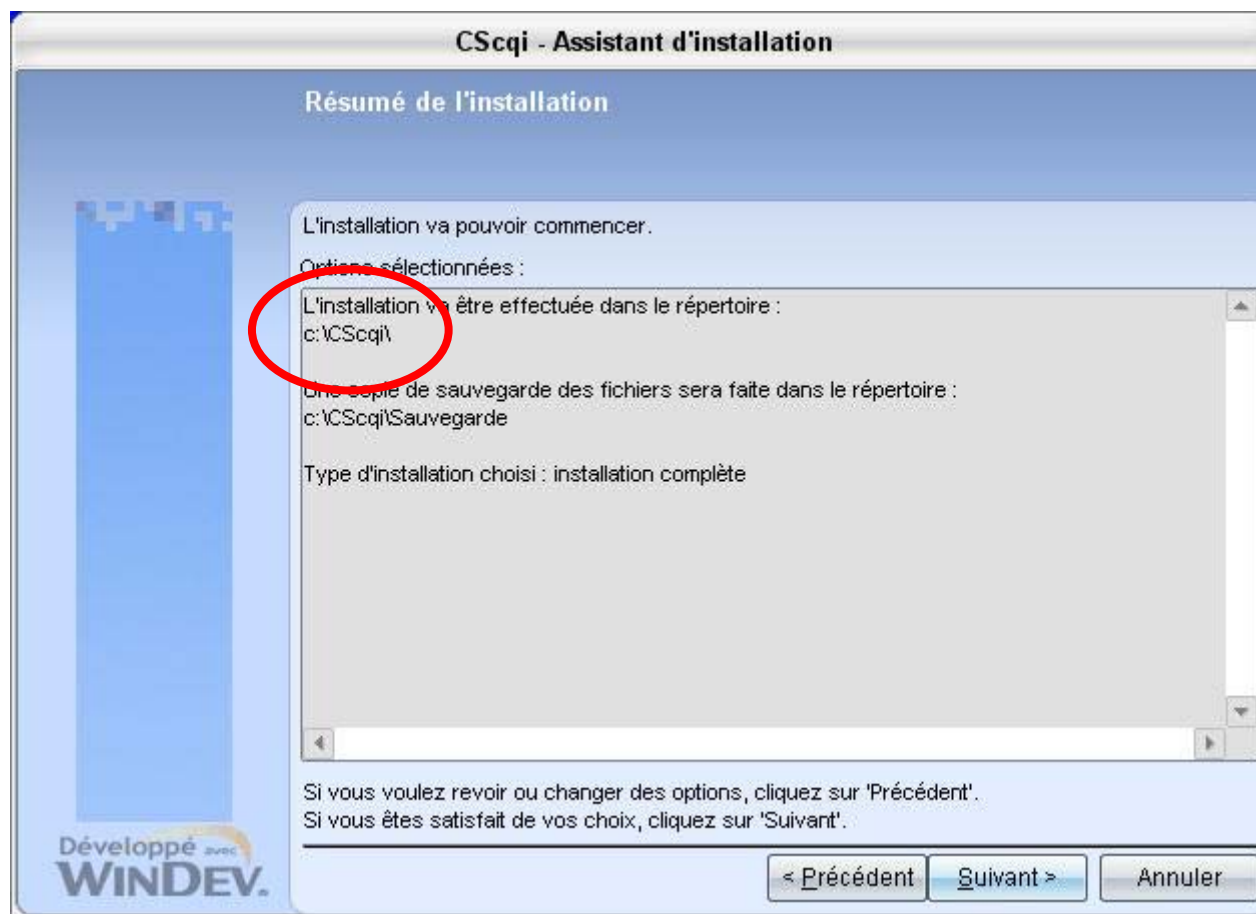 CScqi - Assistant d'installation
Résumé de l'installation
L'installation va pouvoir commencer.
Options sélectionnées :
L'installation va être effectuée dans le répertoire :
c:\CScqi\
Une copie de sauvegarde des fichiers sera faite dans le répertoire :
c:\CScqi\Sauvegarde
Type d'installation choisi : installation complète
Si vous voulez revoir ou changer des options, cliquez sur 'Précédent'.
Si vous êtes satisfait de vos choix, cliquez sur 'Suivant'.
Développé avec
WINDEV.
< Précédent
Suivant >
Annuler